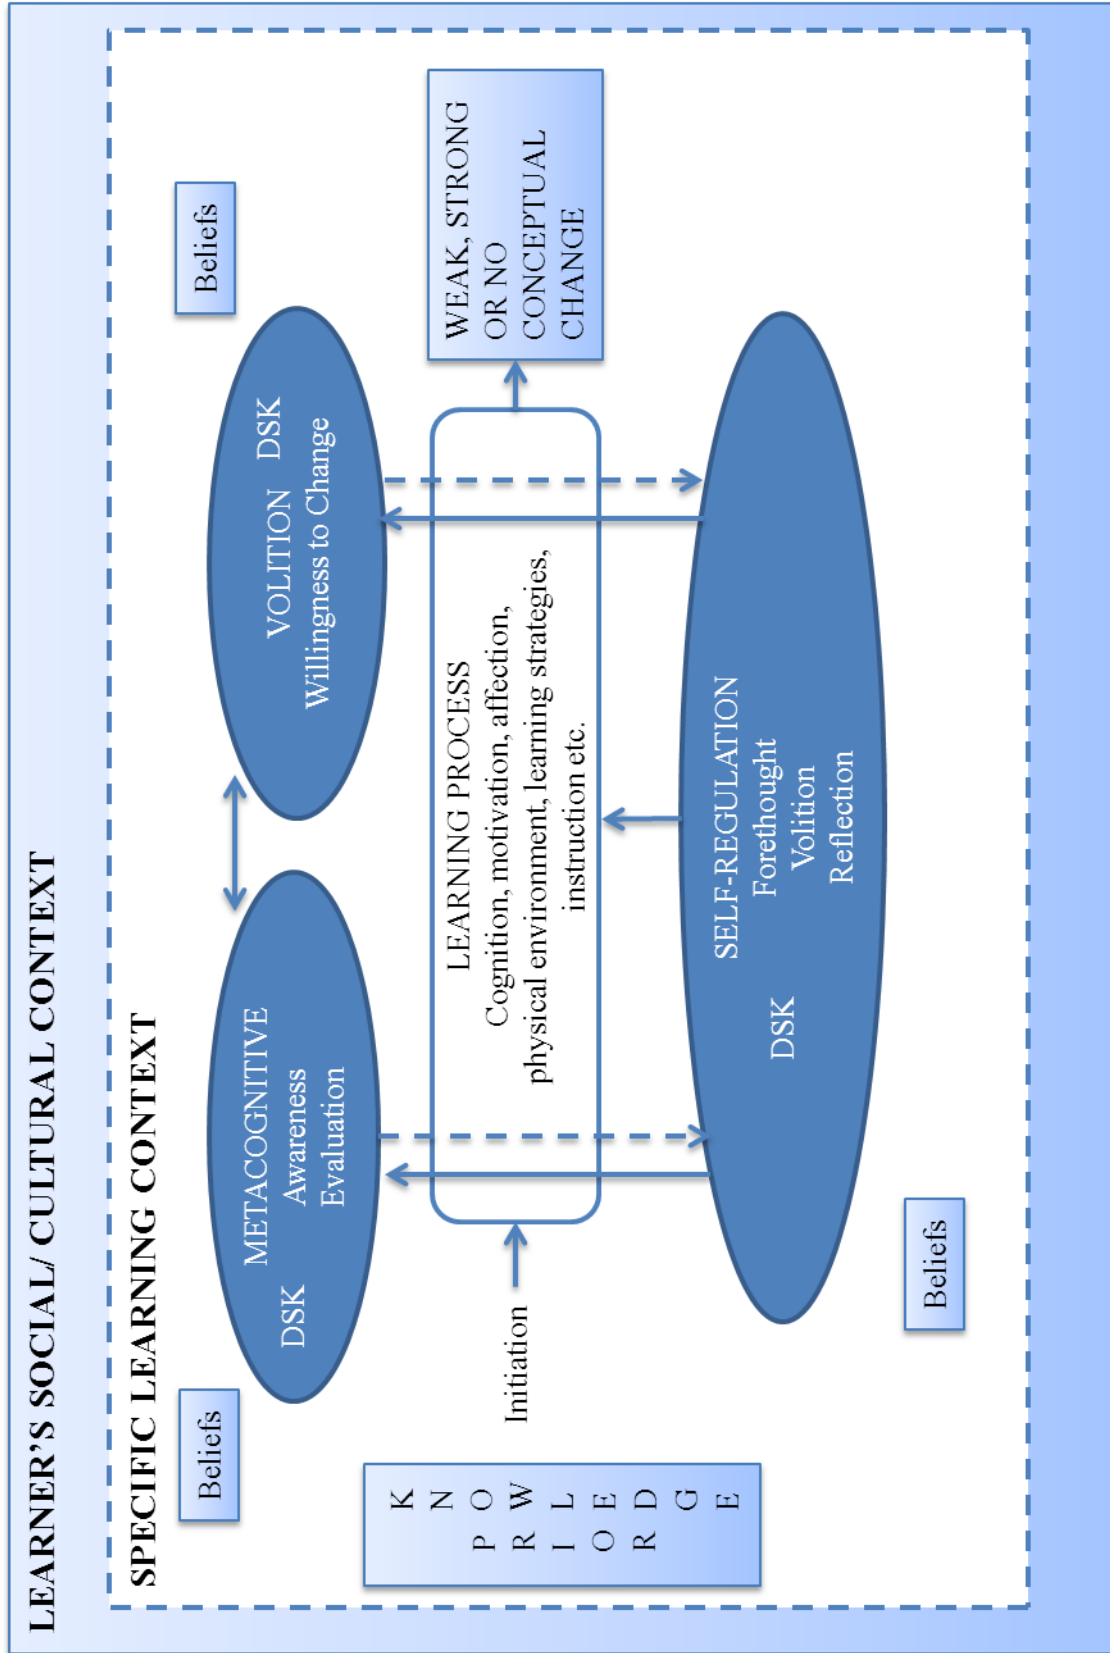 LEARNER'S SOCIAL/ CULTURAL CONTEXT
SPECIFIC LEARNING CONTEXT
Beliefs
Beliefs
METACOGNITIVE
DSK Awareness
Evaluation
VOLITION DSK
Willingness to Change
K
N
P O
R W
I L
O E
R D
G
E
Initiation
LEARNING PROCESS
Cognition, motivation, affection,
physical environment, learning strategies,
instruction etc.
WEAK, STRONG
OR NO
CONCEPTUAL
CHANGE
SELF-REGULATION
Forethought
DSK Volition
Reflection
Beliefs